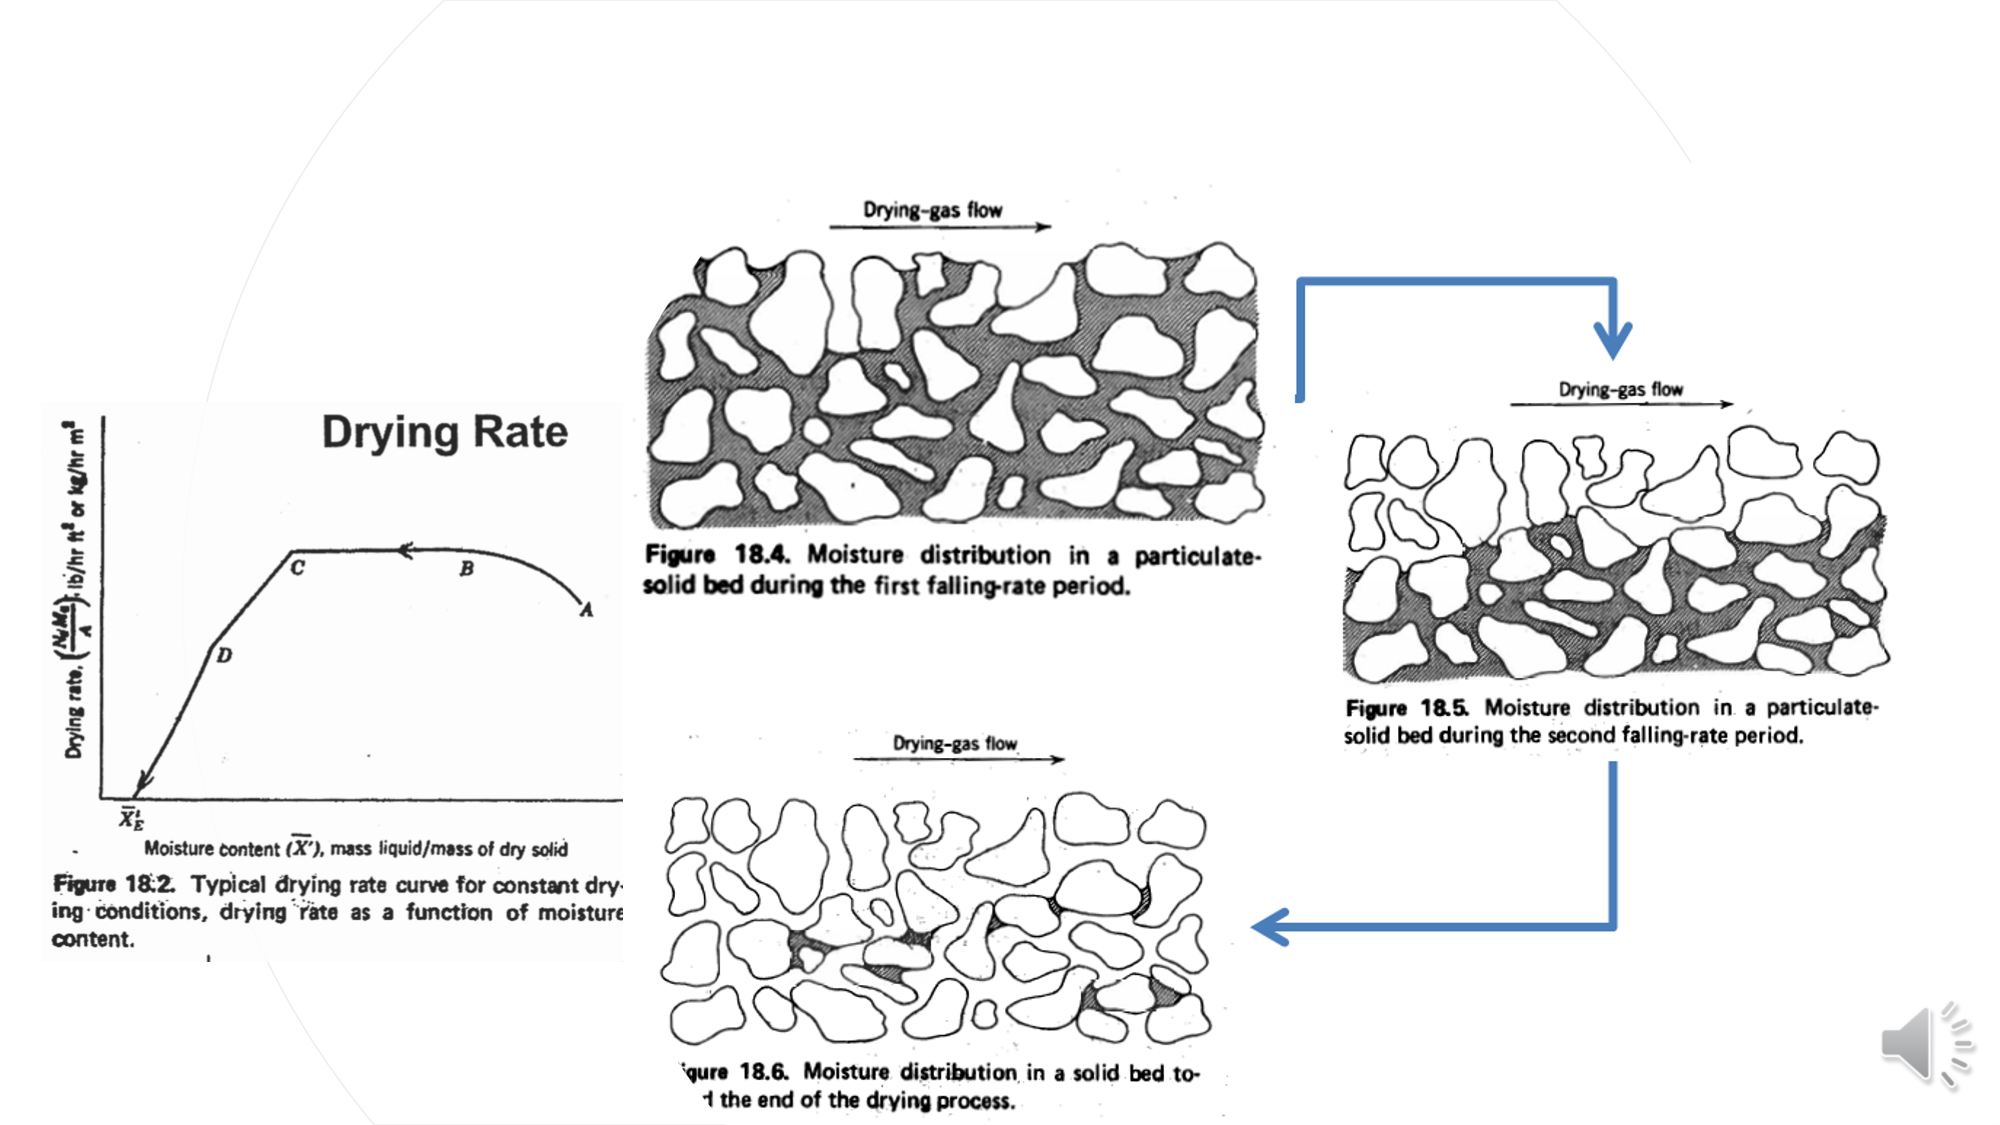 Drying Rate
Drying rate, (NdMa/A), lb/hr ft² or kg/hr m²
C
B
A
D
X̅'E
Moisture content (X̅'), mass liquid/mass of dry solid
Figure 18.2. Typical drying rate curve for constant dry-
ing conditions, drying rate as a function of moisture
content.
Drying-gas flow
Figure 18.4. Moisture distribution in a particulate-
solid bed during the first falling-rate period.
Drying-gas flow
Figure 18.5. Moisture distribution in a particulate-
solid bed during the second falling-rate period.
Drying-gas flow
gure 18.6. Moisture distribution in a solid bed to-
d the end of the drying process.